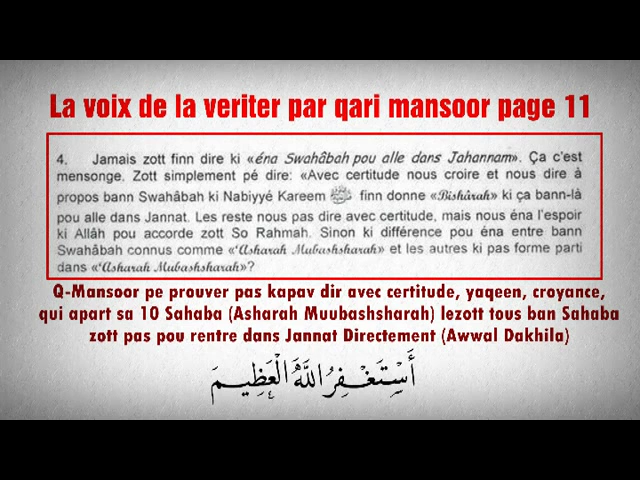 La voix de la veriter par qari mansoor page 11
4. Jamais zott finn dire ki «éna Swahâbah pou alle dans Jahannam». Ça c'est
mensonge. Zott simplement pé dire: «Avec certitude nous croire et nous dire à
propos bann Swahâbah ki Nabiyyé Kareem ﷺ finn donne «Bishârah» ki ça bann-là
pou alle dans Jannat. Les reste nous pas dire avec certitude, mais nous éna l'espoir
ki Allâh pou accorde zott So Rahmah. Sinon ki différence pou éna entre bann
Swahâbah connus comme «'Asharah Mubashsharah» et les autres ki pas forme parti
dans «'Asharah Mubashsharah»?
Q-Mansoor pe prouver pas kapav dir avec certitude, yaqeen, croyance,
qui apart sa 10 Sahaba (Asharah Muubashsharah) lezott tous ban Sahaba
zott pas pou rentre dans Jannat Directement (Awwal Dakhila)
أَسْتَغْفِرُ اللَّهَ الْعَظِيمَ